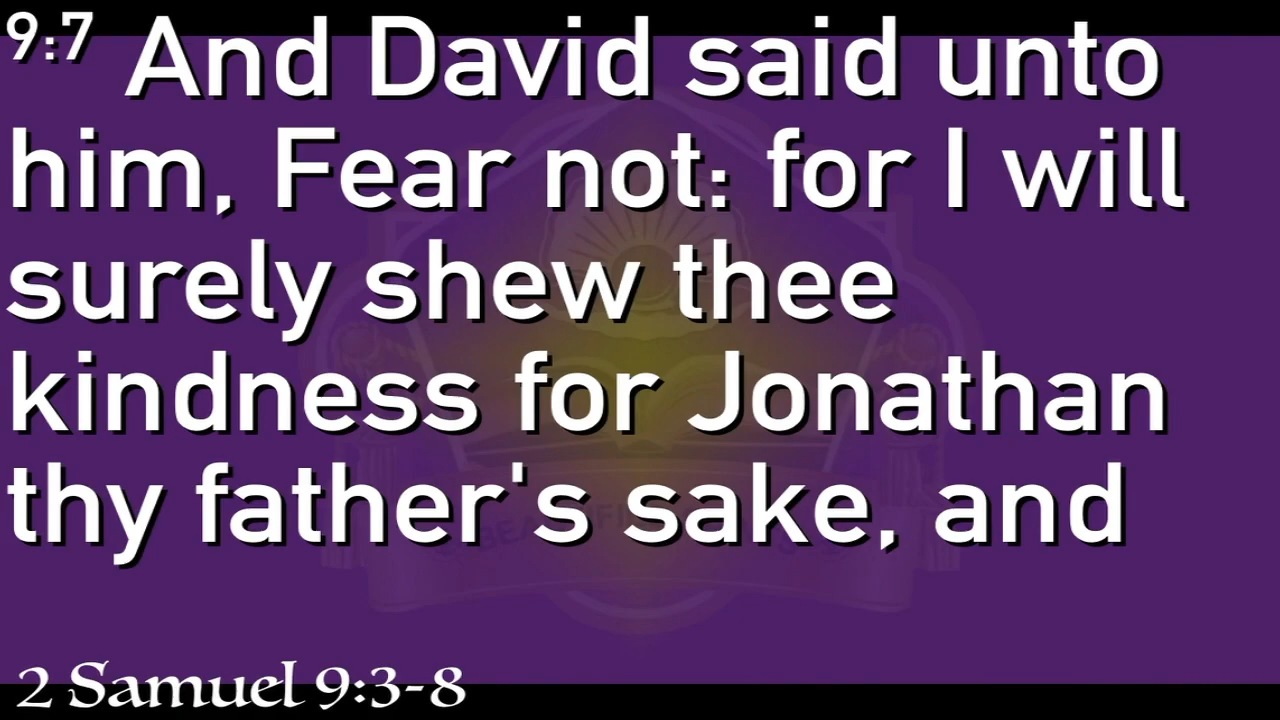 9:7 And David said unto
him, Fear not: for I will
surely shew thee
kindness for Jonathan
thy father's sake, and
2 Samuel 9:3-8